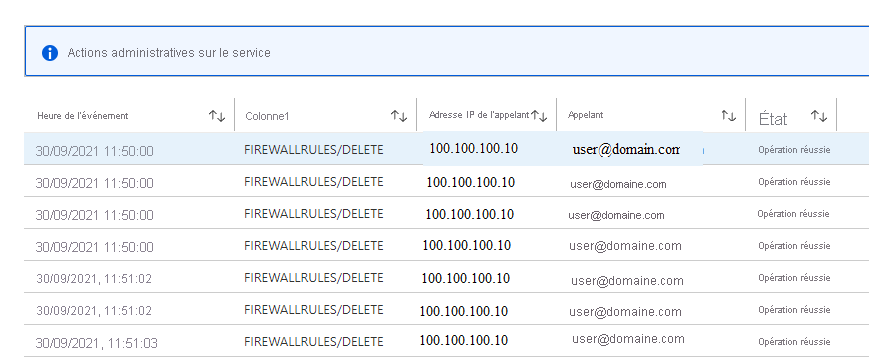 Actions administratives sur le service
Heure de l'événement Colonne1 Adresse IP de l'appelant Appelant État
30/09/2021 11:50:00 FIREWALLRULES/DELETE 100.100.100.10 user@domain.com Opération réussie
30/09/2021 11:50:00 FIREWALLRULES/DELETE 100.100.100.10 user@domaine.com Opération réussie
30/09/2021 11:50:00 FIREWALLRULES/DELETE 100.100.100.10 user@domaine.com Opération réussie
30/09/2021 11:50:00 FIREWALLRULES/DELETE 100.100.100.10 user@domaine.com Opération réussie
30/09/2021, 11:51:02 FIREWALLRULES/DELETE 100.100.100.10 user@domaine.com Opération réussie
30/09/2021, 11:51:02 FIREWALLRULES/DELETE 100.100.100.10 user@domaine.com Opération réussie
30/09/2021, 11:51:03 FIREWALLRULES/DELETE 100.100.100.10 user@domaine.com Opération réussie